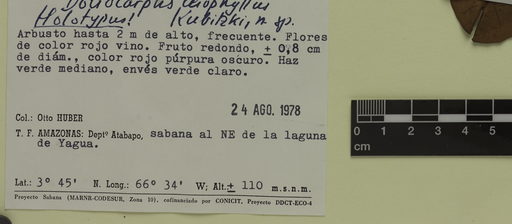 Doliocarpus leiophyllus
Holotypus! Kubitzki, n sp.
Arbusto hasta 2 m de alto, frecuente. Flores
de color rojo vino. Fruto redondo, ± 0,8 cm
de diám., color rojo púrpura oscuro. Haz
verde mediano, envés verde claro.
24 AGO. 1978
Col.: Otto HUBER
T. F. AMAZONAS: Deptº Atabapo, sabana al NE de la laguna
de Yagua.
Lat.: 3° 45' N. Long.: 66° 34' W; Alt.± 110 m.s.n.m.
Proyecto Sabana (MARNR-CODESUR, Zona 10), cofinanciado por CONICIT, Proyecto DDCT-ECO-4
0 1 2 3 4 5
cm